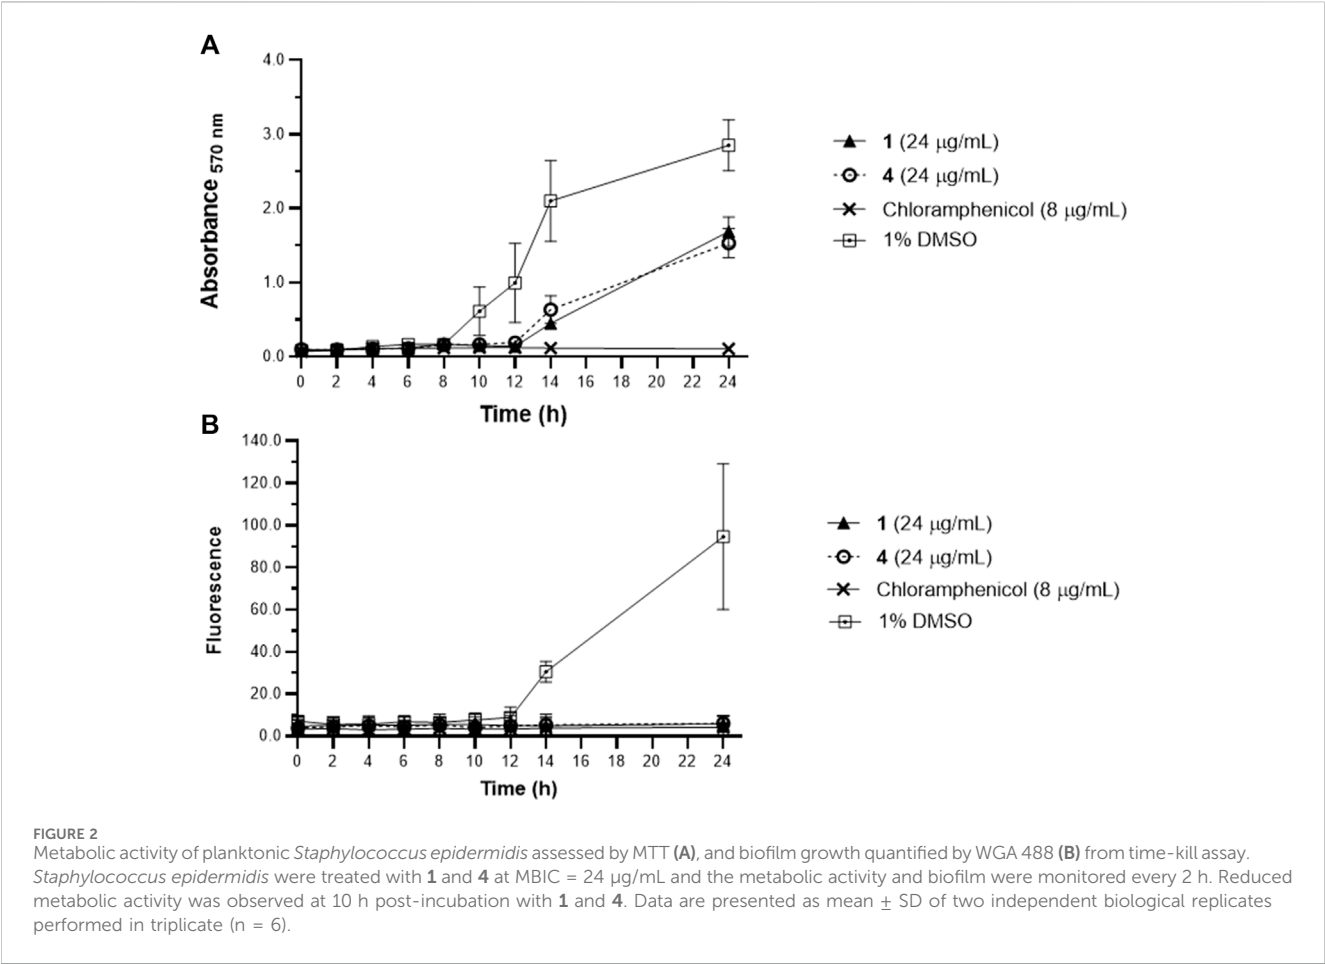 A
4.0
3.0
2.0
1.0
0.0
Absorbance 570 nm
0 2 4 6 8 10 12 14 16 18 20 22 24
Time (h)
1 (24 µg/mL)
4 (24 µg/mL)
Chloramphenicol (8 µg/mL)
1% DMSO
B
140.0
120.0
100.0
80.0
60.0
40.0
20.0
0.0
Fluorescence
0 2 4 6 8 10 12 14 16 18 20 22 24
Time (h)
1 (24 µg/mL)
4 (24 µg/mL)
Chloramphenicol (8 µg/mL)
1% DMSO
FIGURE 2
Metabolic activity of planktonic Staphylococcus epidermidis assessed by MTT (A), and biofilm growth quantified by WGA 488 (B) from time-kill assay.
Staphylococcus epidermidis were treated with 1 and 4 at MBIC = 24 µg/mL and the metabolic activity and biofilm were monitored every 2 h. Reduced
metabolic activity was observed at 10 h post-incubation with 1 and 4. Data are presented as mean ± SD of two independent biological replicates
performed in triplicate (n = 6).